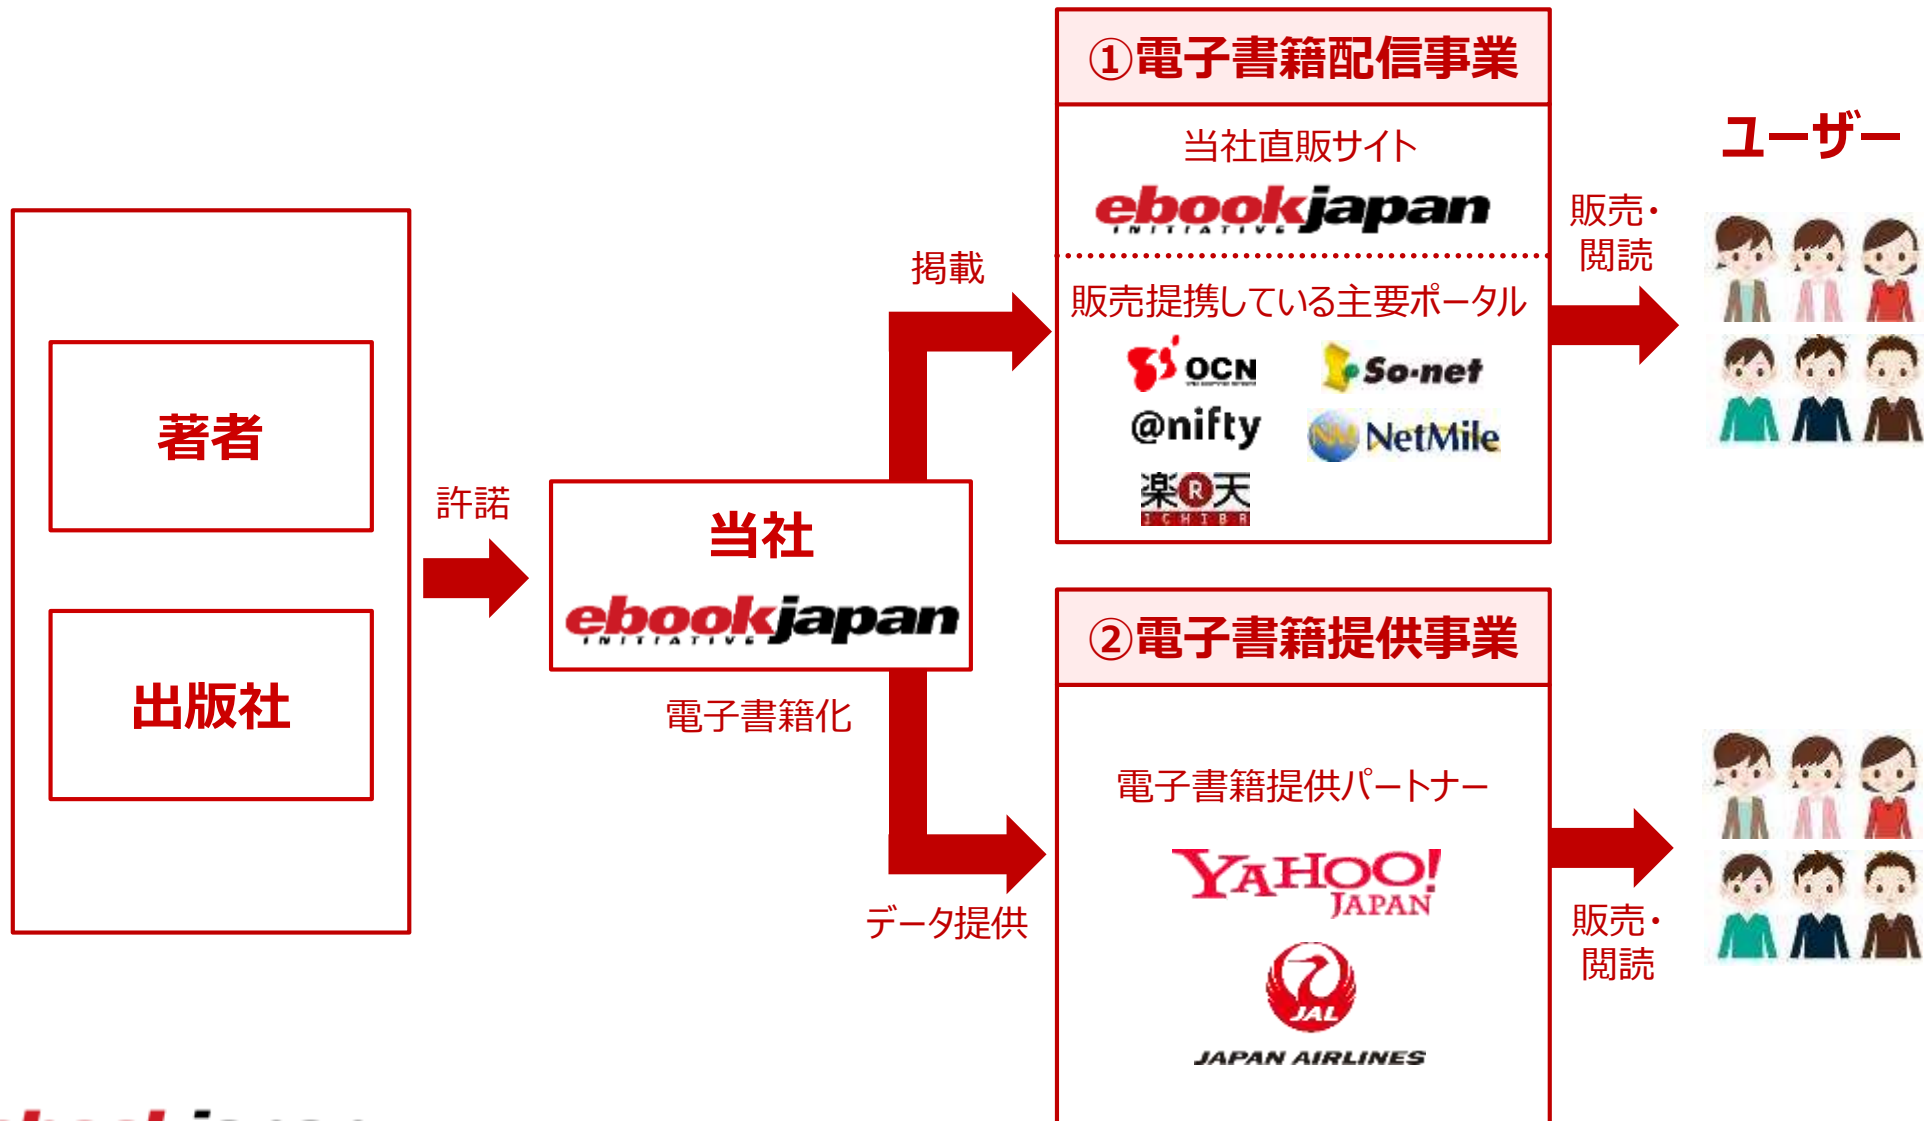 著者
出版社
許諾
当社
ebookjapan
INITIATIVE
電子書籍化
掲載
データ提供
①電子書籍配信事業
当社直販サイト
ebookjapan
INITIATIVE
販売提携している主要ポータル
OCN
So-net
@nifty
NetMile
楽R天
ICHIBA
販売・
閲読
ユーザー
②電子書籍提供事業
電子書籍提供パートナー
YAHOO!
JAPAN
JAL
JAPAN AIRLINES
販売・
閲読